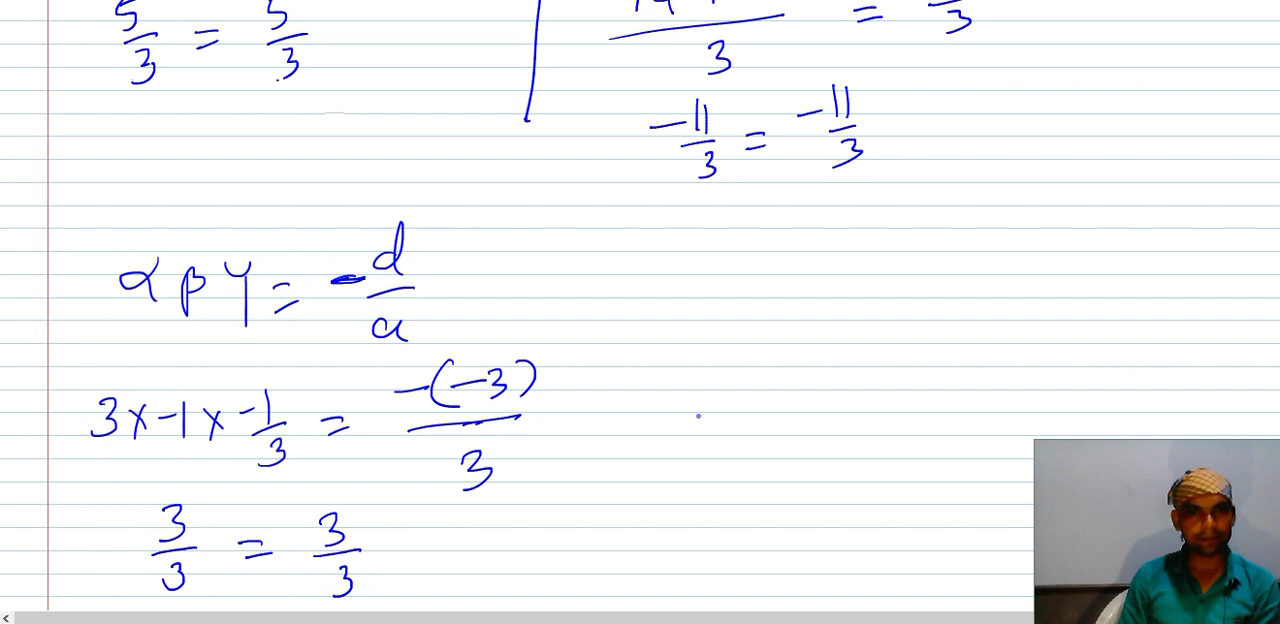 5/3 = 5/3
3 = 3
-11/3 = -11/3
α β γ = -d/a
3 x -1 x -1/3 = -(-3)/3
3/3 = 3/3